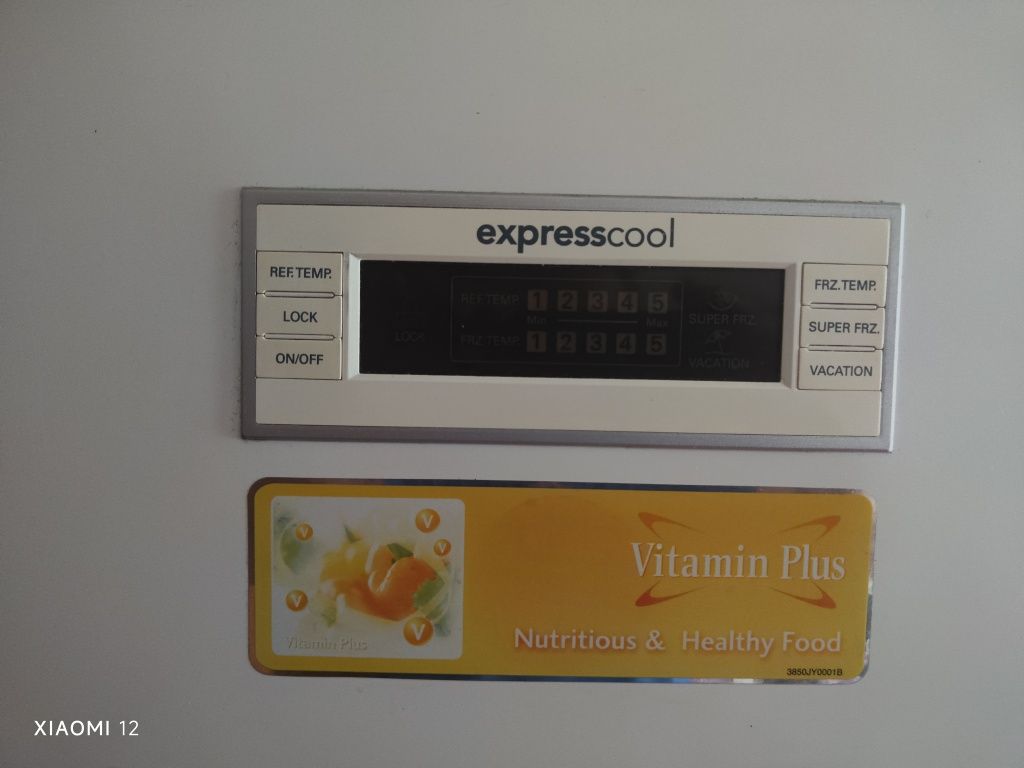 expresscool
REF.TEMP.
LOCK
ON/OFF
REF.TEMP. 1 2 3 4 5
Min Max
LOCK
FRZ.TEMP. 1 2 3 4 5
SUPER FRZ.
VACATION
FRZ.TEMP.
SUPER FRZ.
VACATION
V
V
V
V
V
Vitamin Plus
Vitamin Plus
Nutritious & Healthy Food
3850JY0001B
XIAOMI 12